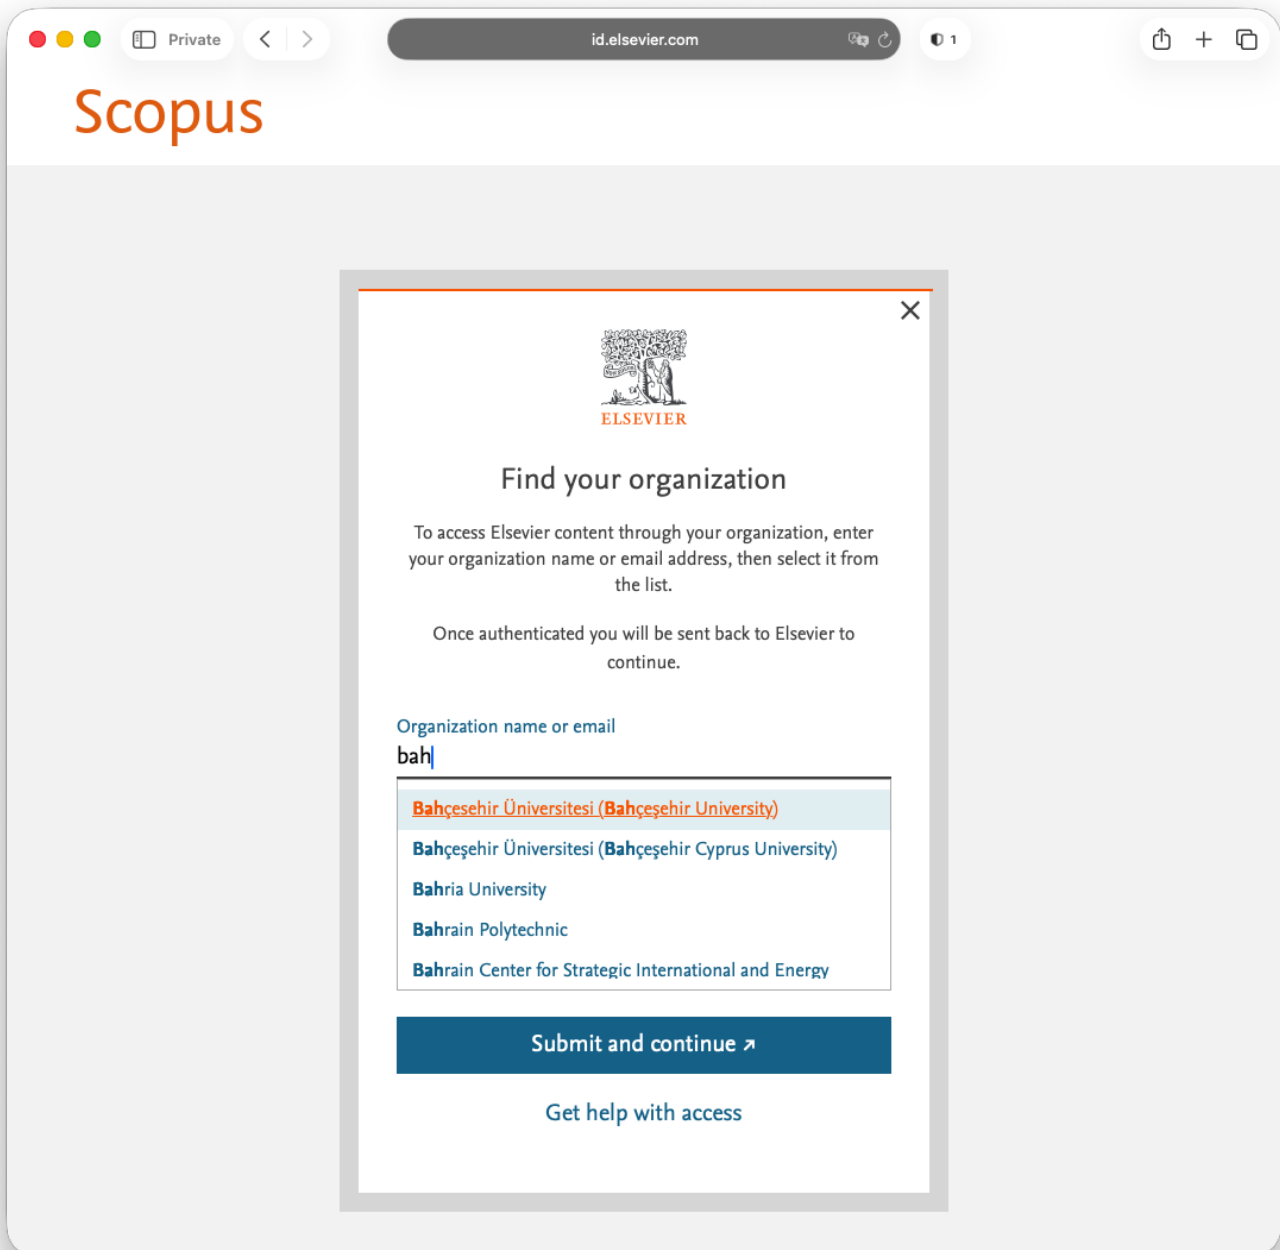 Private
id.elsevier.com
1
Scopus
ELSEVIER
Find your organization
To access Elsevier content through your organization, enter
your organization name or email address, then select it from
the list.
Once authenticated you will be sent back to Elsevier to
continue.
Organization name or email
bah
Bahçesehir Üniversitesi (Bahçeşehir University)
Bahçeşehir Üniversitesi (Bahçeşehir Cyprus University)
Bahria University
Bahrain Polytechnic
Bahrain Center for Strategic International and Energy
Submit and continue ↗
Get help with access